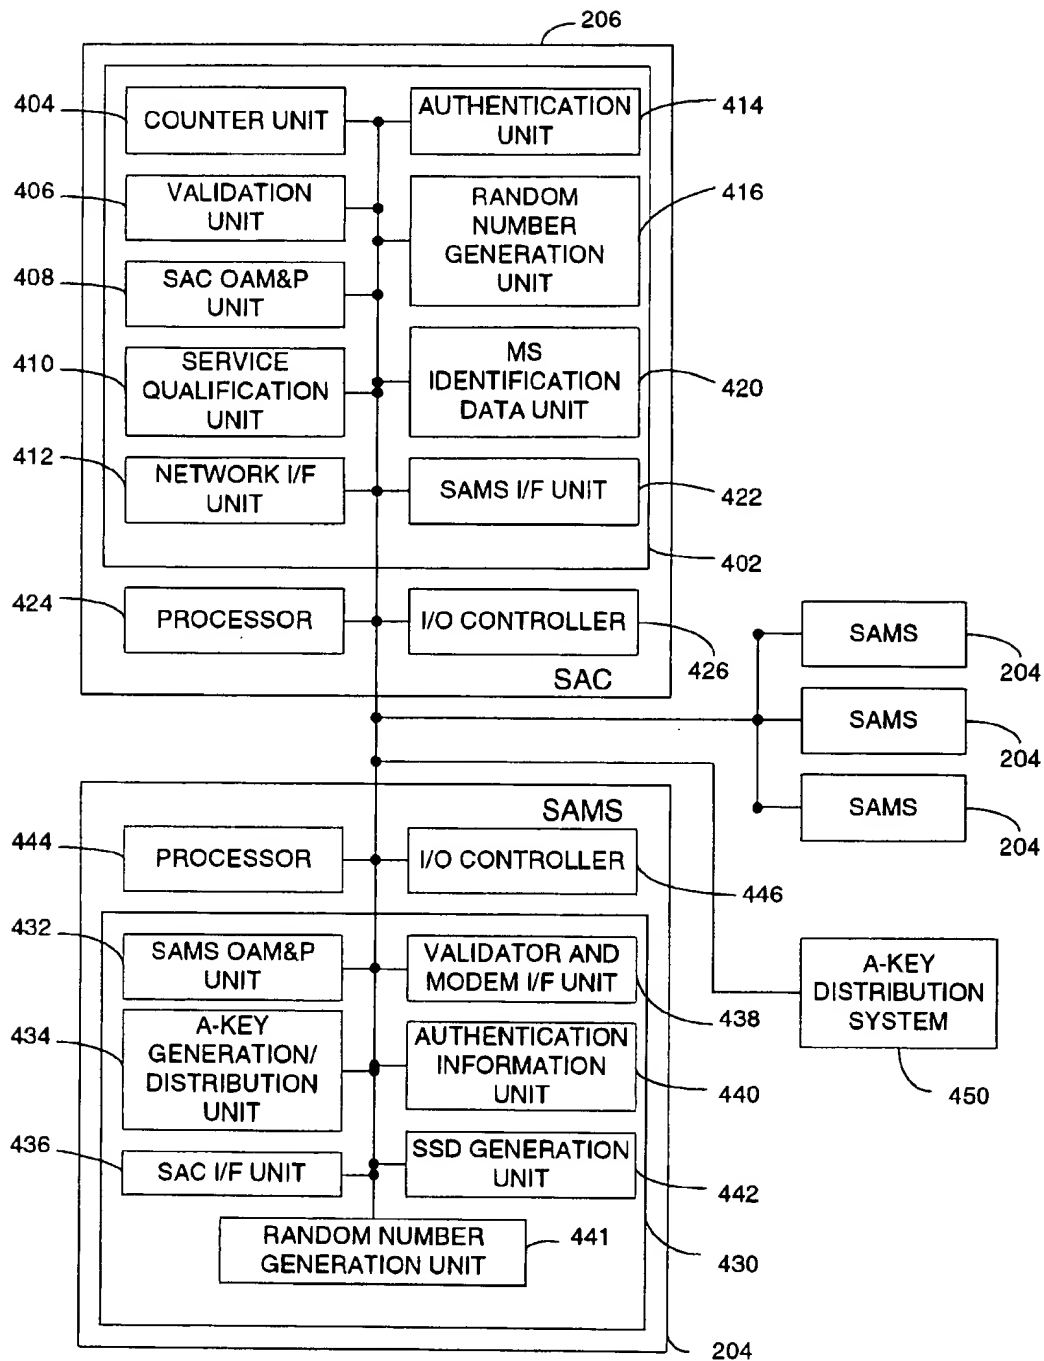 206
404
COUNTER UNIT
AUTHENTICATION
UNIT
414
406
VALIDATION
UNIT
RANDOM
NUMBER
GENERATION
UNIT
416
408
SAC OAM&P
UNIT
410
SERVICE
QUALIFICATION
UNIT
MS
IDENTIFICATION
DATA UNIT
420
412
NETWORK I/F
UNIT
SAMS I/F UNIT
422
402
424
PROCESSOR
I/O CONTROLLER
426
SAC
SAMS
204
SAMS
204
SAMS
204
SAMS
444
PROCESSOR
I/O CONTROLLER
446
432
SAMS OAM&P
UNIT
VALIDATOR AND
MODEM I/F UNIT
438
434
A-KEY
GENERATION/
DISTRIBUTION
UNIT
AUTHENTICATION
INFORMATION
UNIT
440
436
SAC I/F UNIT
SSD GENERATION
UNIT
442
RANDOM NUMBER
GENERATION UNIT
441
430
204
A-KEY
DISTRIBUTION
SYSTEM
450